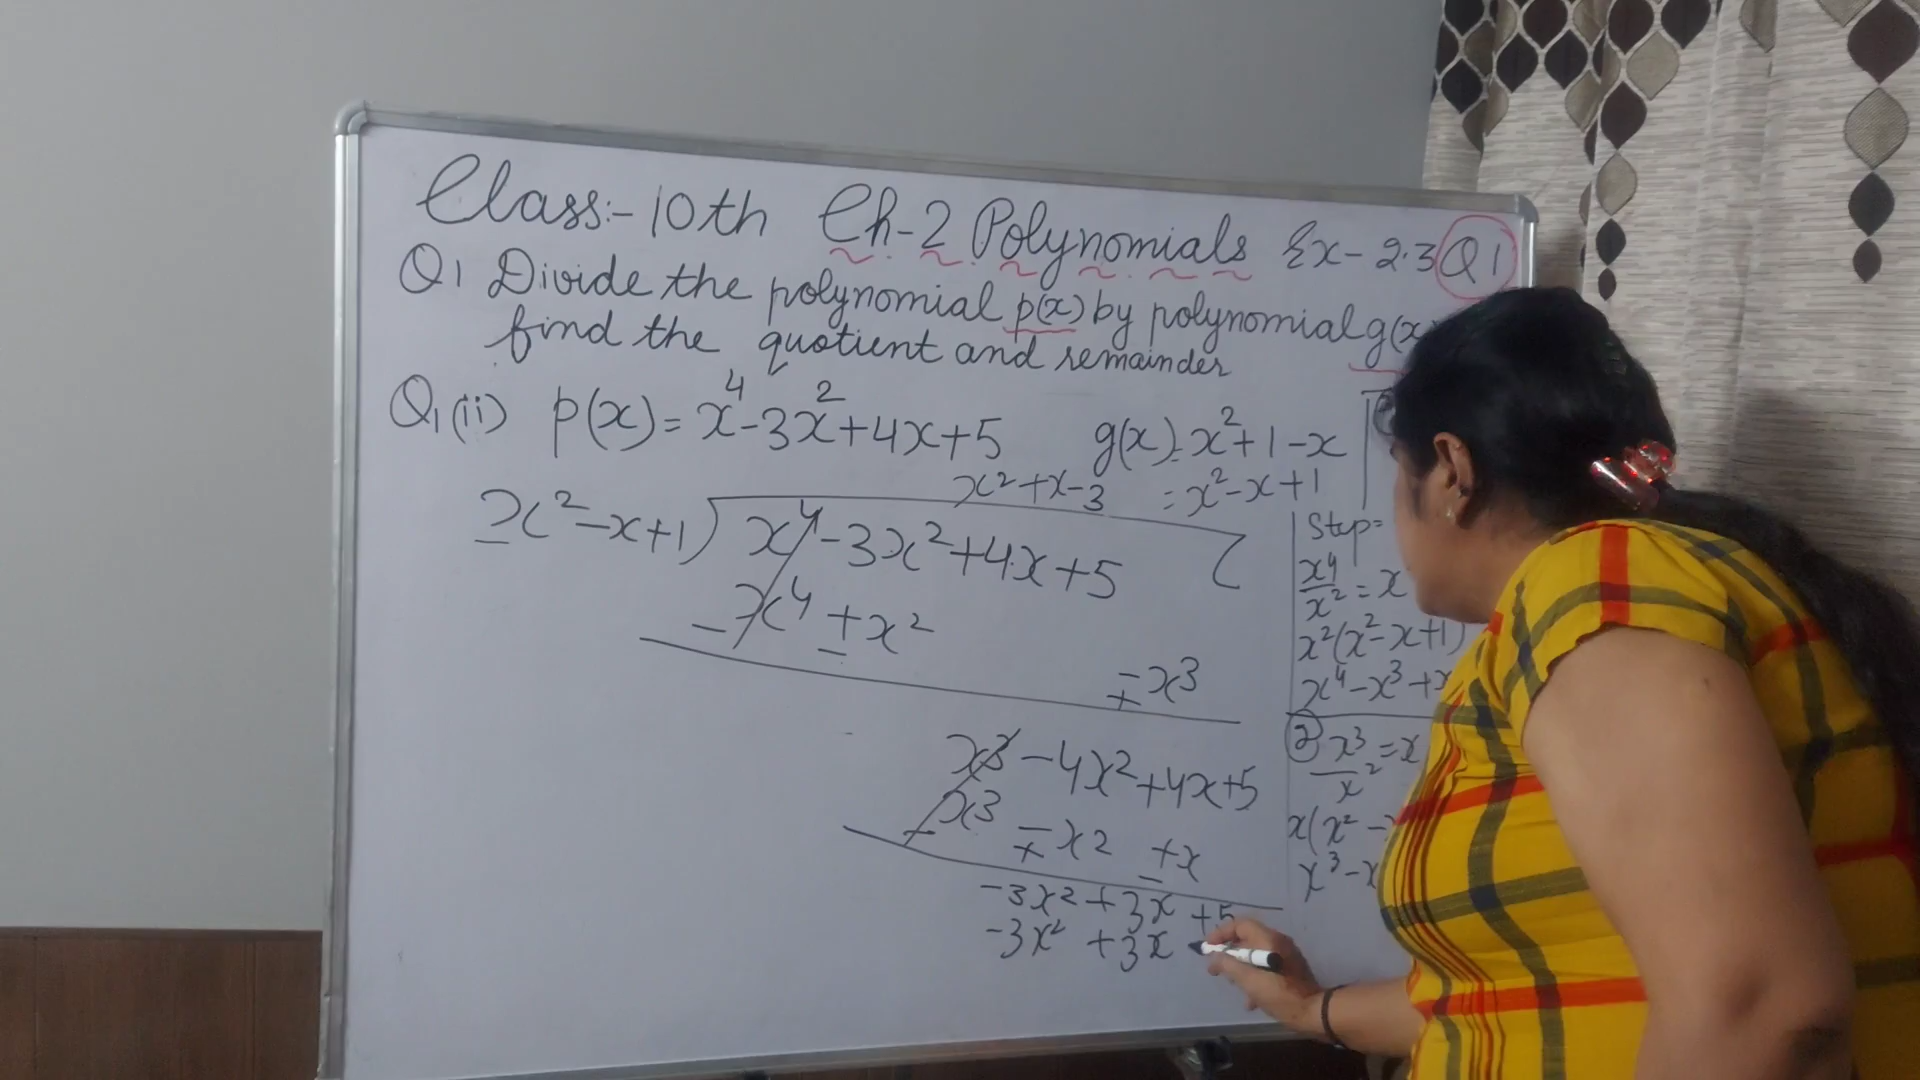 Class:- 10th Ch-2 Polynomials Ex- 2.3 Q1
Q1 Divide the polynomial p(x) by polynomial g(x
find the quotient and remainder
Q1(ii) p(x) = x⁴-3x²+4x+5 g(x) = x²+1-x
= x²-x+1
x²+x-3
x²-x+1) x⁴-3x²+4x+5
- x⁴ + x²
∓x³
x³-4x²+4x+5
x³ ∓x² +x
-3x²+3x+5
-3x² +3x
Step=
x⁴/x² = x
x²(x²-x+1)
x⁴-x³+x
2 x³/x² = x
x(x²-
x³-x